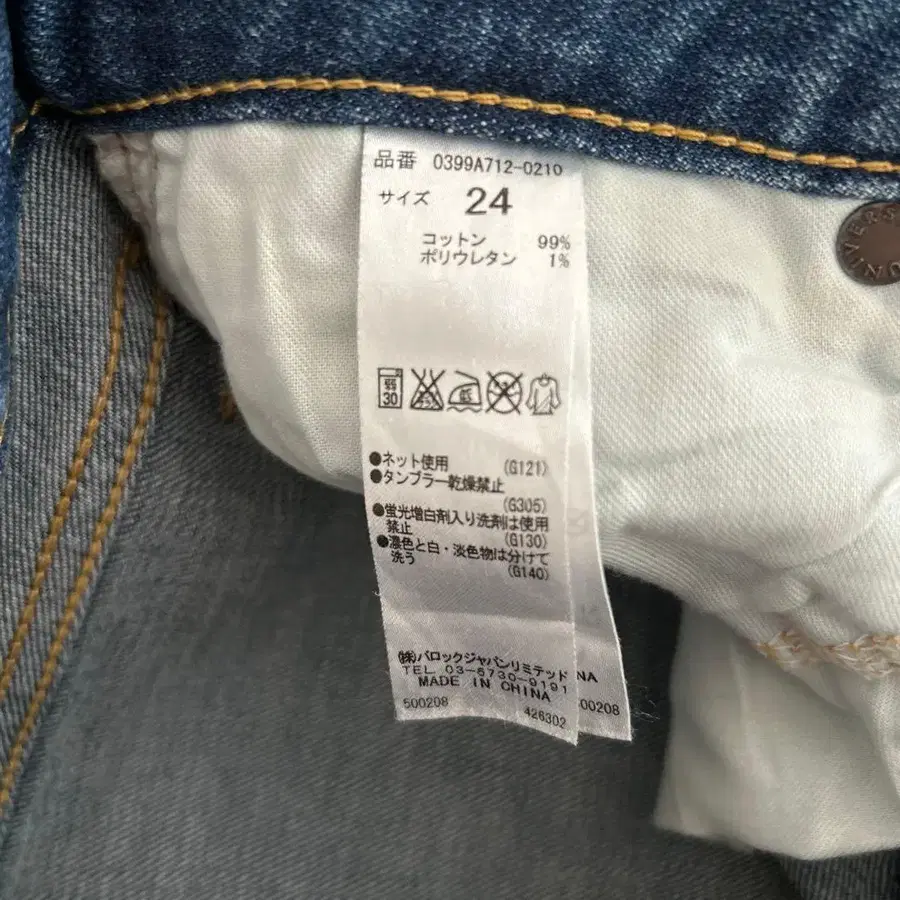 品番 0399A712-0210
サイズ 24
コットン 99%
ポリウレタン 1%
弱
30
低
●ネット使用 (G121)
●タンブラー乾燥禁止
(G305)
●蛍光増白剤入り洗剤は使用
禁止 (G130)
●濃色と白・淡色物は分けて
洗う (G140)
㈱バロックジャパンリミテッド NA
TEL 03-6730-9191
MADE IN CHINA
500208 426302 00208